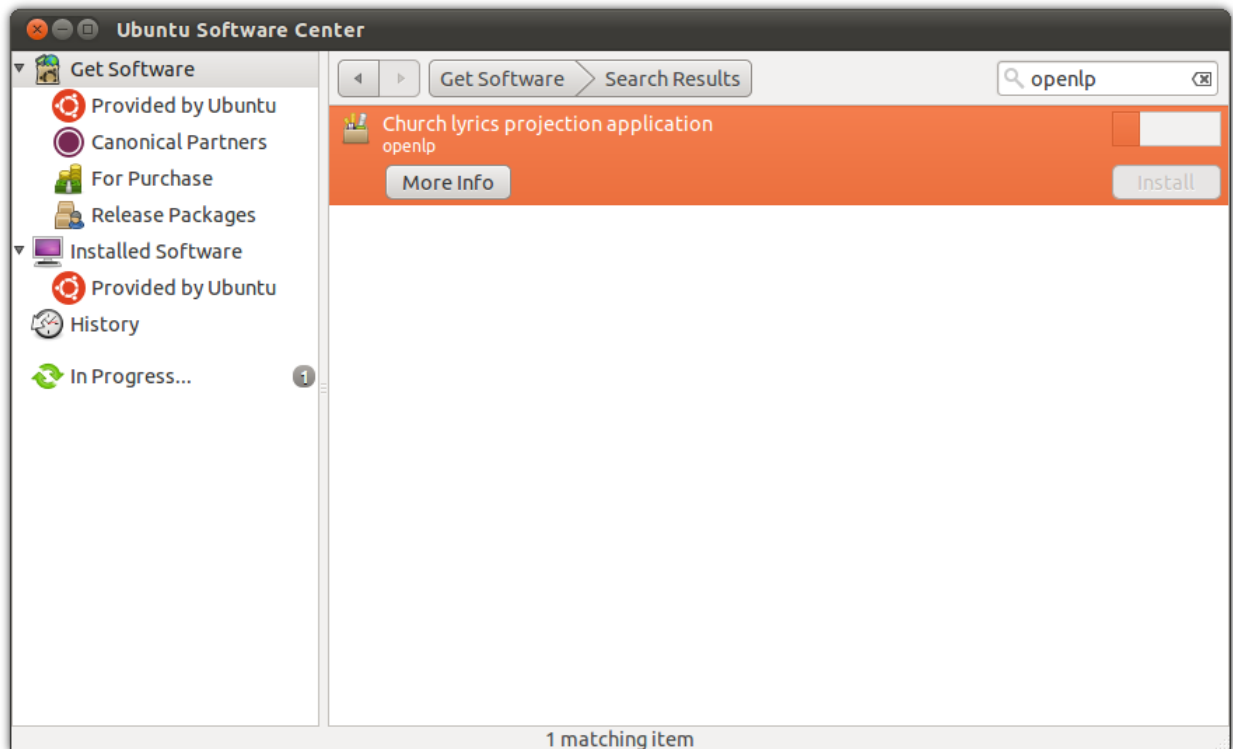 Ubuntu Software Center
Get Software
Provided by Ubuntu
Canonical Partners
For Purchase
Release Packages
Installed Software
Provided by Ubuntu
History
In Progress... 1
Get Software Search Results openlp
Church lyrics projection application
openlp
More Info Install
1 matching item